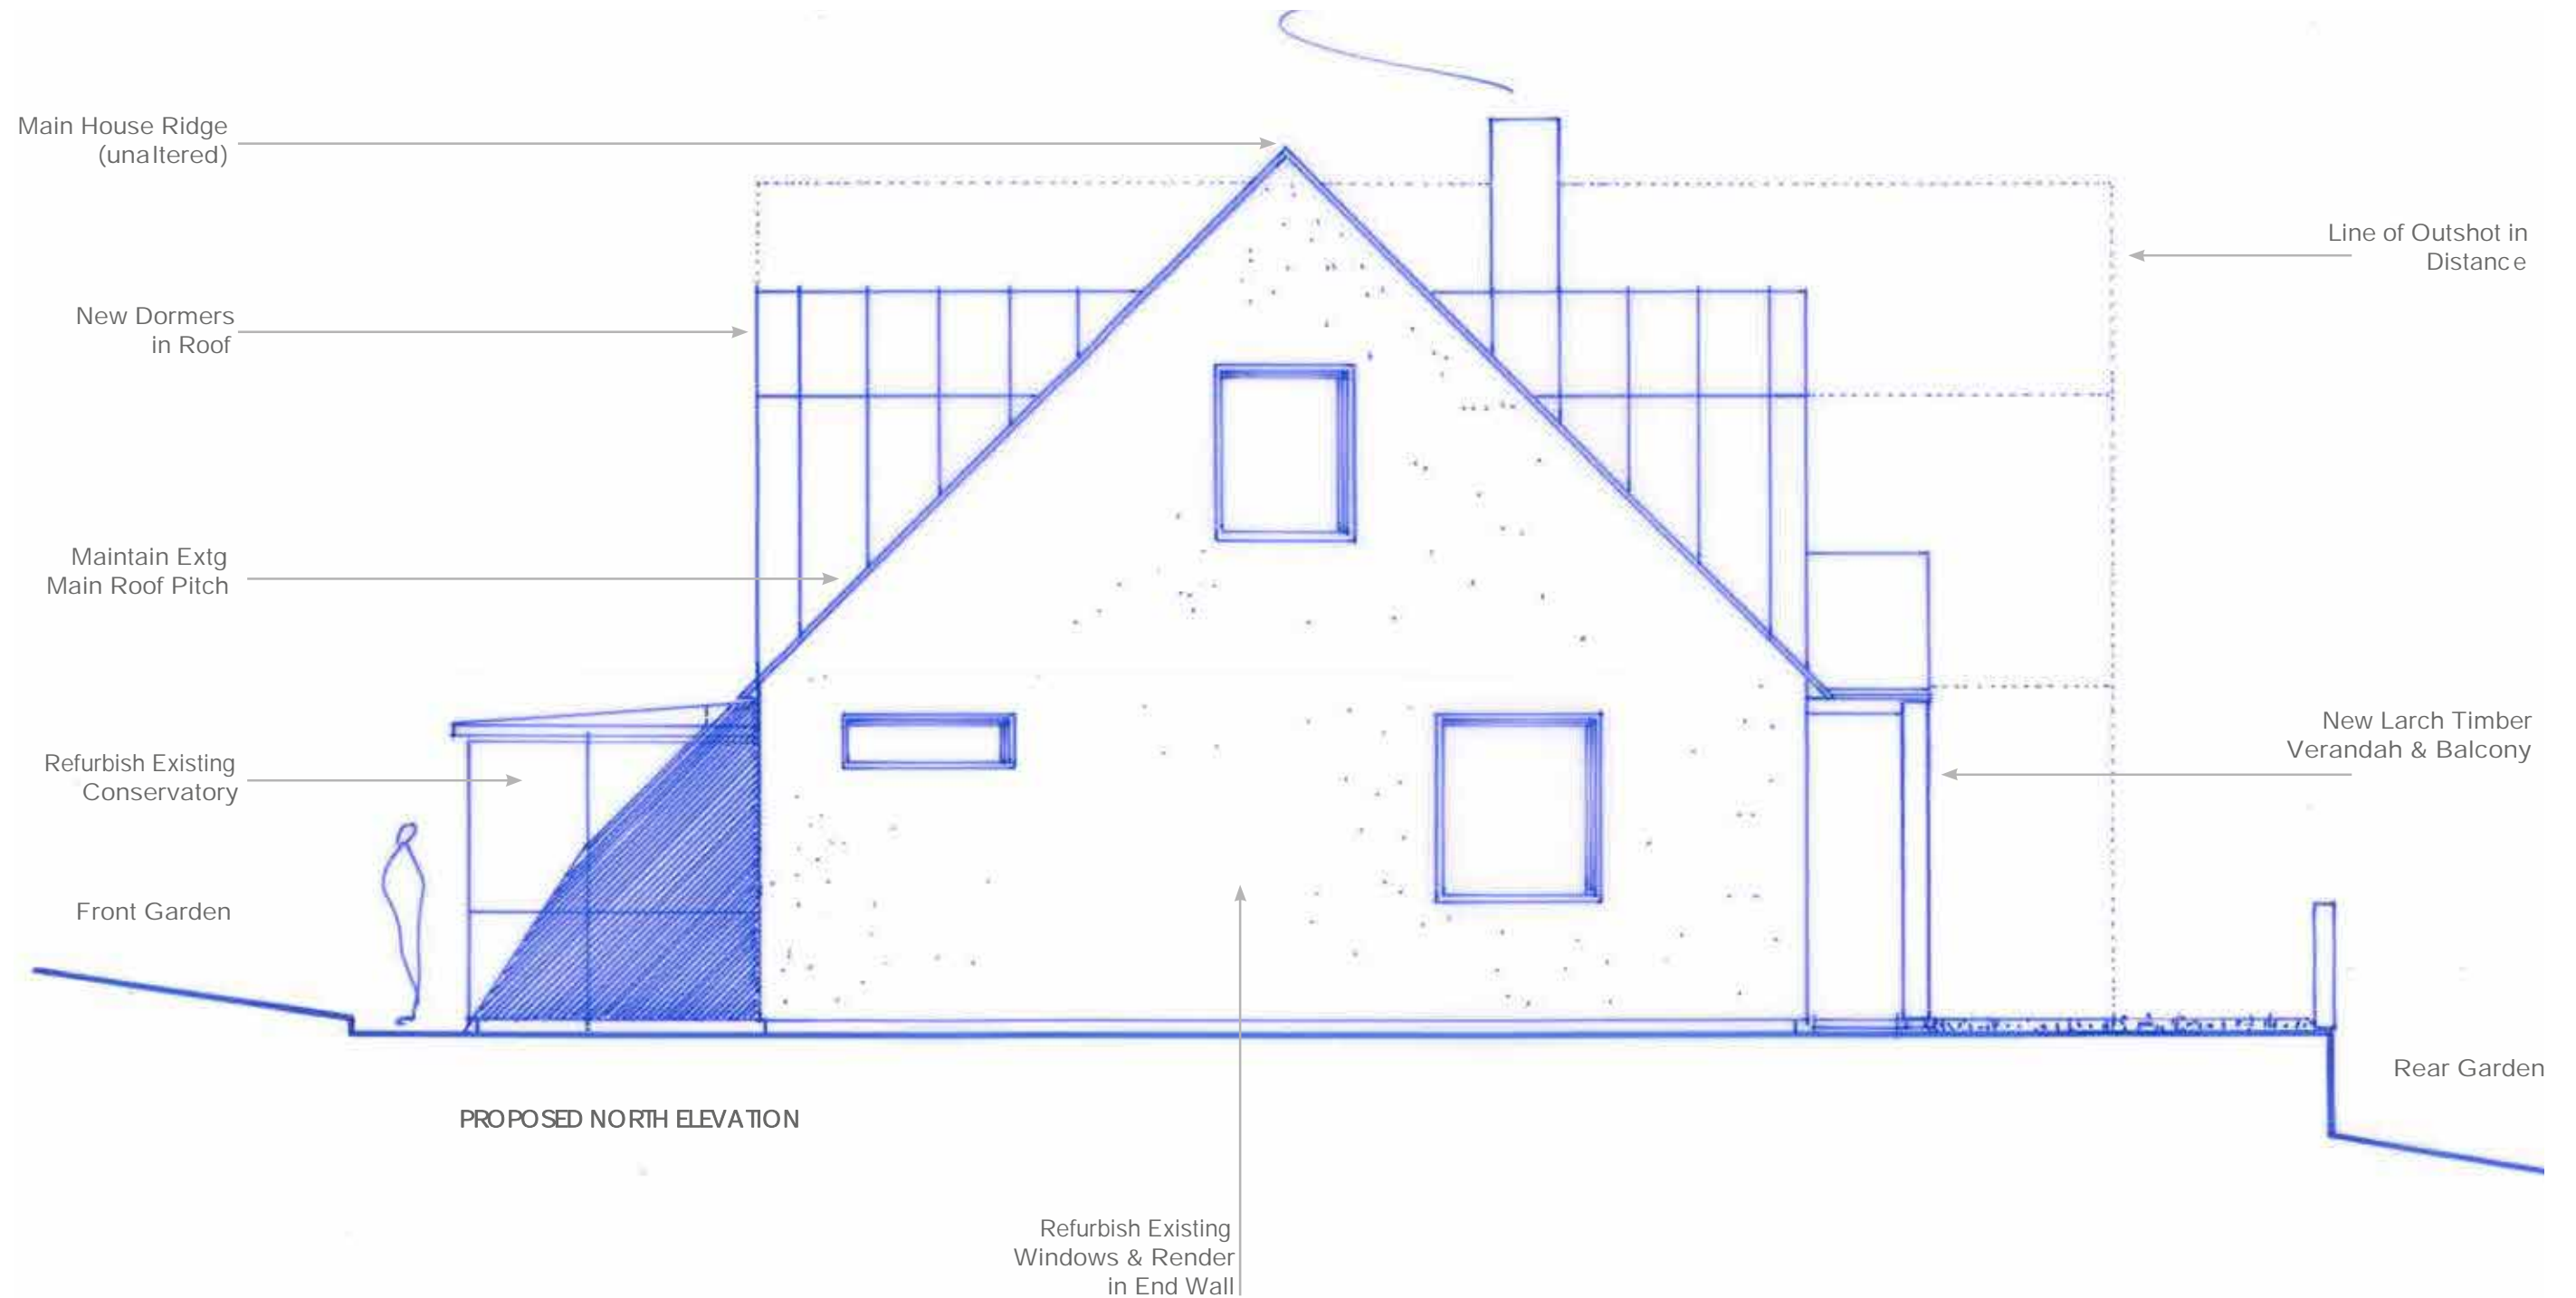 Main House Ridge
(unaltered)
Line of Outshot in
Distance
New Dormers
in Roof
Maintain Extg
Main Roof Pitch
New Larch Timber
Verandah & Balcony
Refurbish Existing
Conservatory
Front Garden
Rear Garden
PROPOSED NORTH ELEVATION
Refurbish Existing
Windows & Render
in End Wall